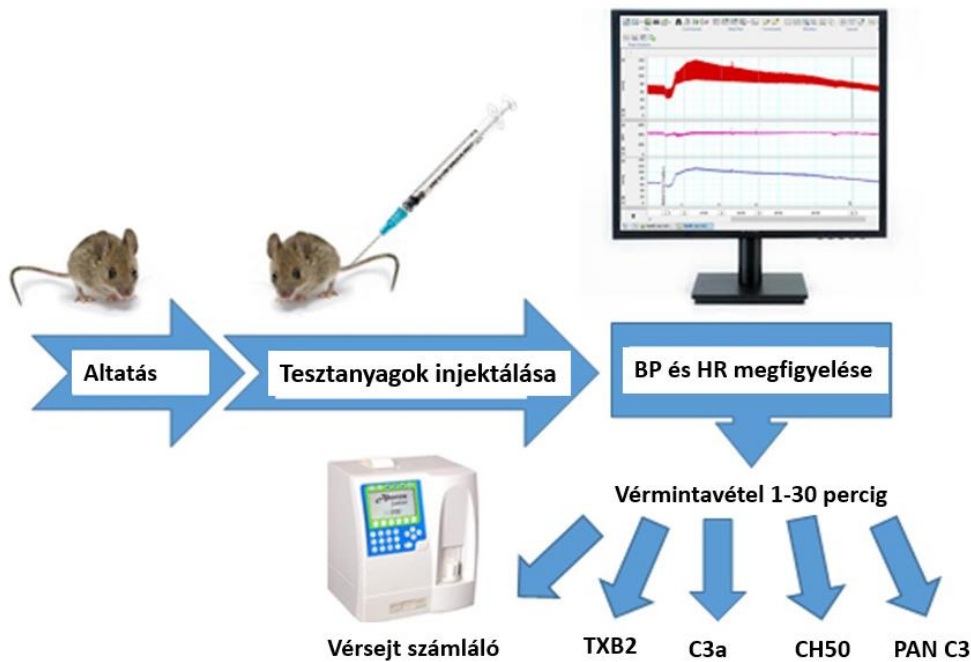 Altatás
Tesztanyagok injektálása
BP és HR megfigyelése
Vérmintavétel 1-30 percig
Vérsejt számláló
TXB2
C3a
CH50
PAN C3